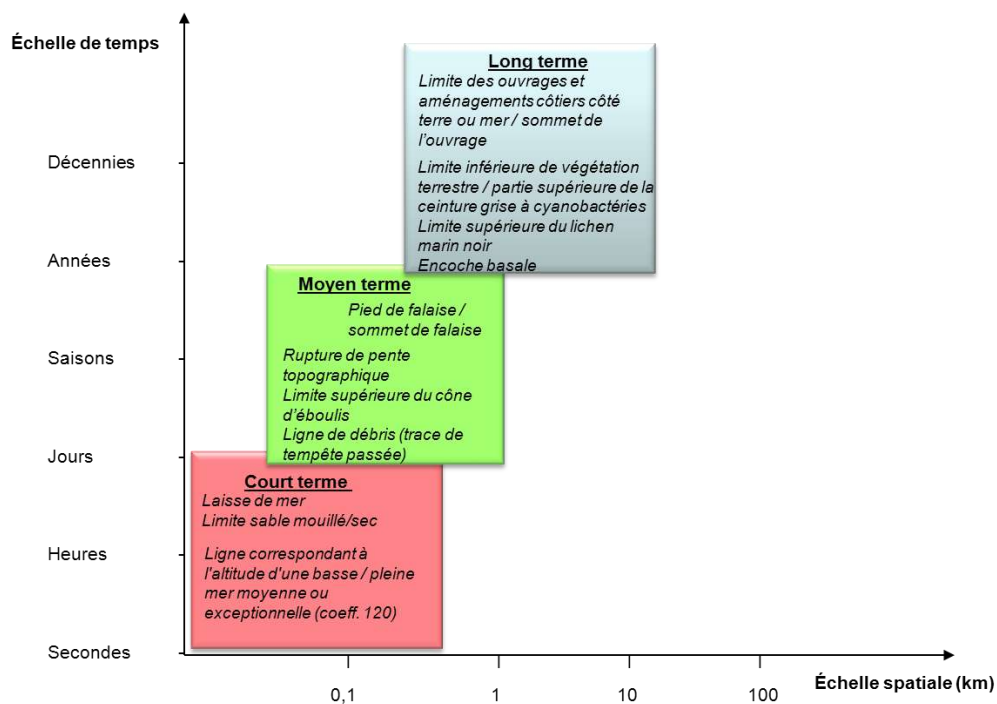 Échelle de temps
Long terme
Limite des ouvrages et
aménagements côtiers côté
terre ou mer / sommet de
l'ouvrage
Limite inférieure de végétation
terrestre / partie supérieure de la
ceinture grise à cyanobactéries
Limite supérieure du lichen
marin noir
Encoche basale
Décennies
Années
Moyen terme
Pied de falaise /
sommet de falaise
Rupture de pente
topographique
Limite supérieure du cône
d'éboulis
Ligne de débris (trace de
tempête passée)
Saisons
Jours
Court terme
Laisse de mer
Limite sable mouillé/sec
Ligne correspondant à
l'altitude d'une basse / pleine
mer moyenne ou
exceptionnelle (coeff. 120)
Heures
Secondes
0,1
1
10
100
Échelle spatiale (km)